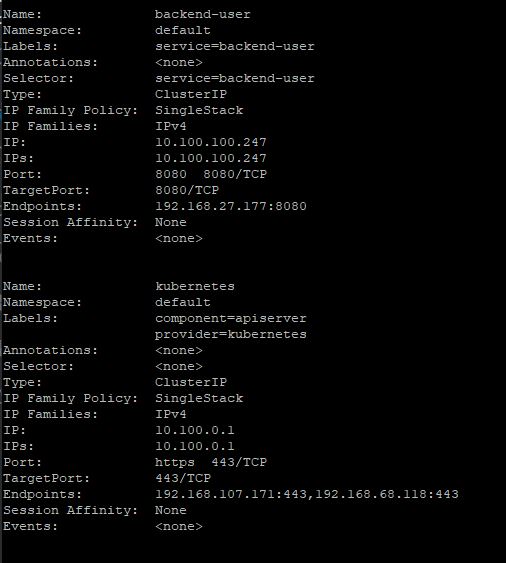 Name: backend-user
Namespace: default
Labels: service=backend-user
Annotations: <none>
Selector: service=backend-user
Type: ClusterIP
IP Family Policy: SingleStack
IP Families: IPv4
IP: 10.100.100.247
IPs: 10.100.100.247
Port: 8080 8080/TCP
TargetPort: 8080/TCP
Endpoints: 192.168.27.177:8080
Session Affinity: None
Events: <none>
Name: kubernetes
Namespace: default
Labels: component=apiserver
provider=kubernetes
Annotations: <none>
Selector: <none>
Type: ClusterIP
IP Family Policy: SingleStack
IP Families: IPv4
IP: 10.100.0.1
IPs: 10.100.0.1
Port: https 443/TCP
TargetPort: 443/TCP
Endpoints: 192.168.107.171:443,192.168.68.118:443
Session Affinity: None
Events: <none>